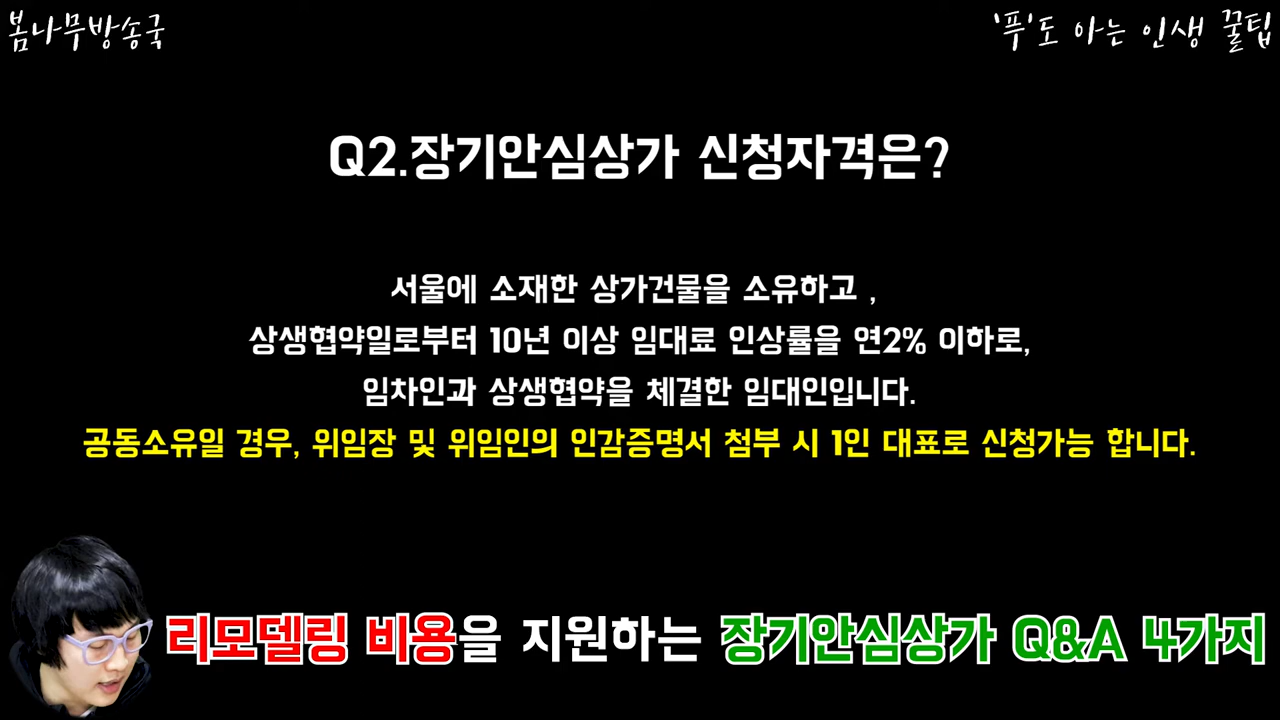 봄나무방송국
'푸'도 아는 인생 꿀팁
Q2.장기안심상가 신청자격은?
서울에 소재한 상가건물을 소유하고 ,
상생협약일로부터 10년 이상 임대료 인상률을 연2% 이하로,
임차인과 상생협약을 체결한 임대인입니다.
공동소유일 경우, 위임장 및 위임인의 인감증명서 첨부 시 1인 대표로 신청가능 합니다.
리모델링 비용을 지원하는 장기안심상가 Q&A 4가지